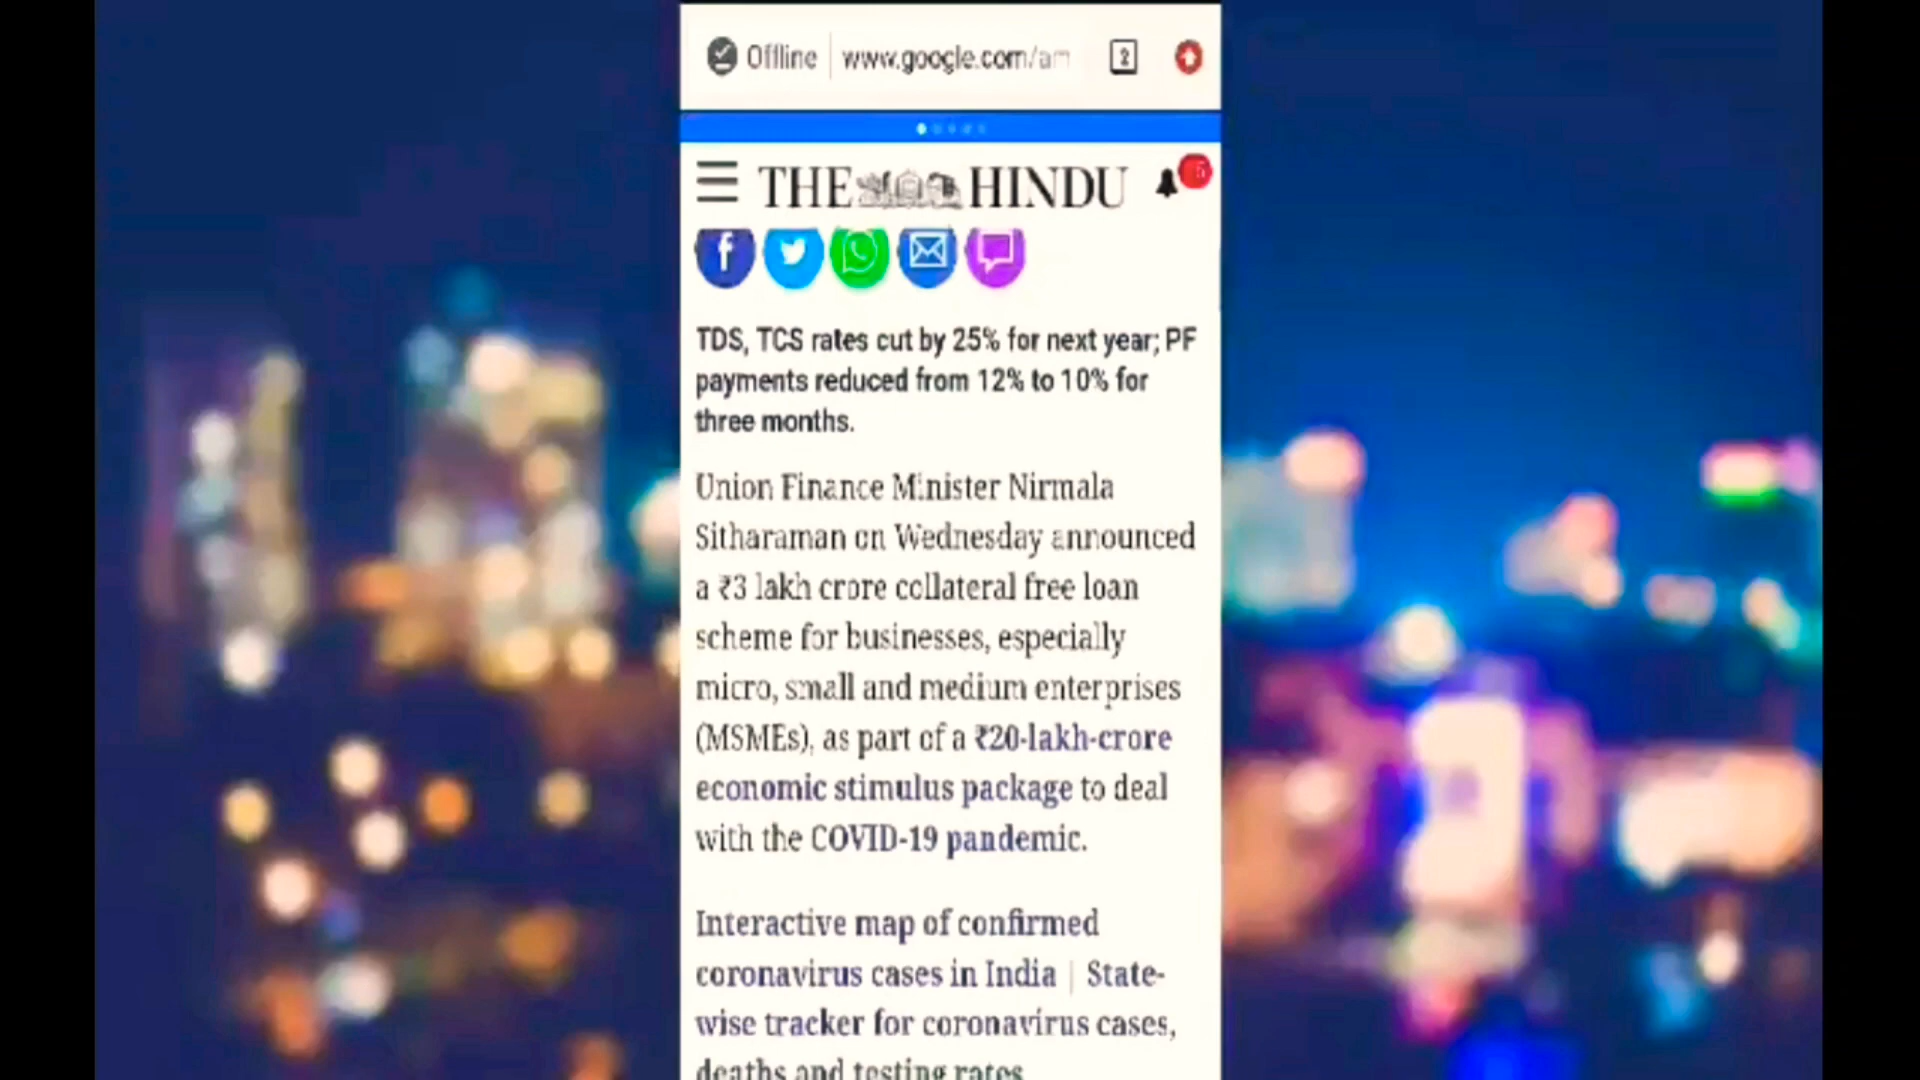 Offline www.google.com/am 2
THE HINDU
TDS, TCS rates cut by 25% for next year; PF
payments reduced from 12% to 10% for
three months.
Union Finance Minister Nirmala
Sitharaman on Wednesday announced
a ₹3 lakh crore collateral free loan
scheme for businesses, especially
micro, small and medium enterprises
(MSMEs), as part of a ₹20-lakh-crore
economic stimulus package to deal
with the COVID-19 pandemic.
Interactive map of confirmed
coronavirus cases in India | State-
wise tracker for coronavirus cases,
deaths and testing rates